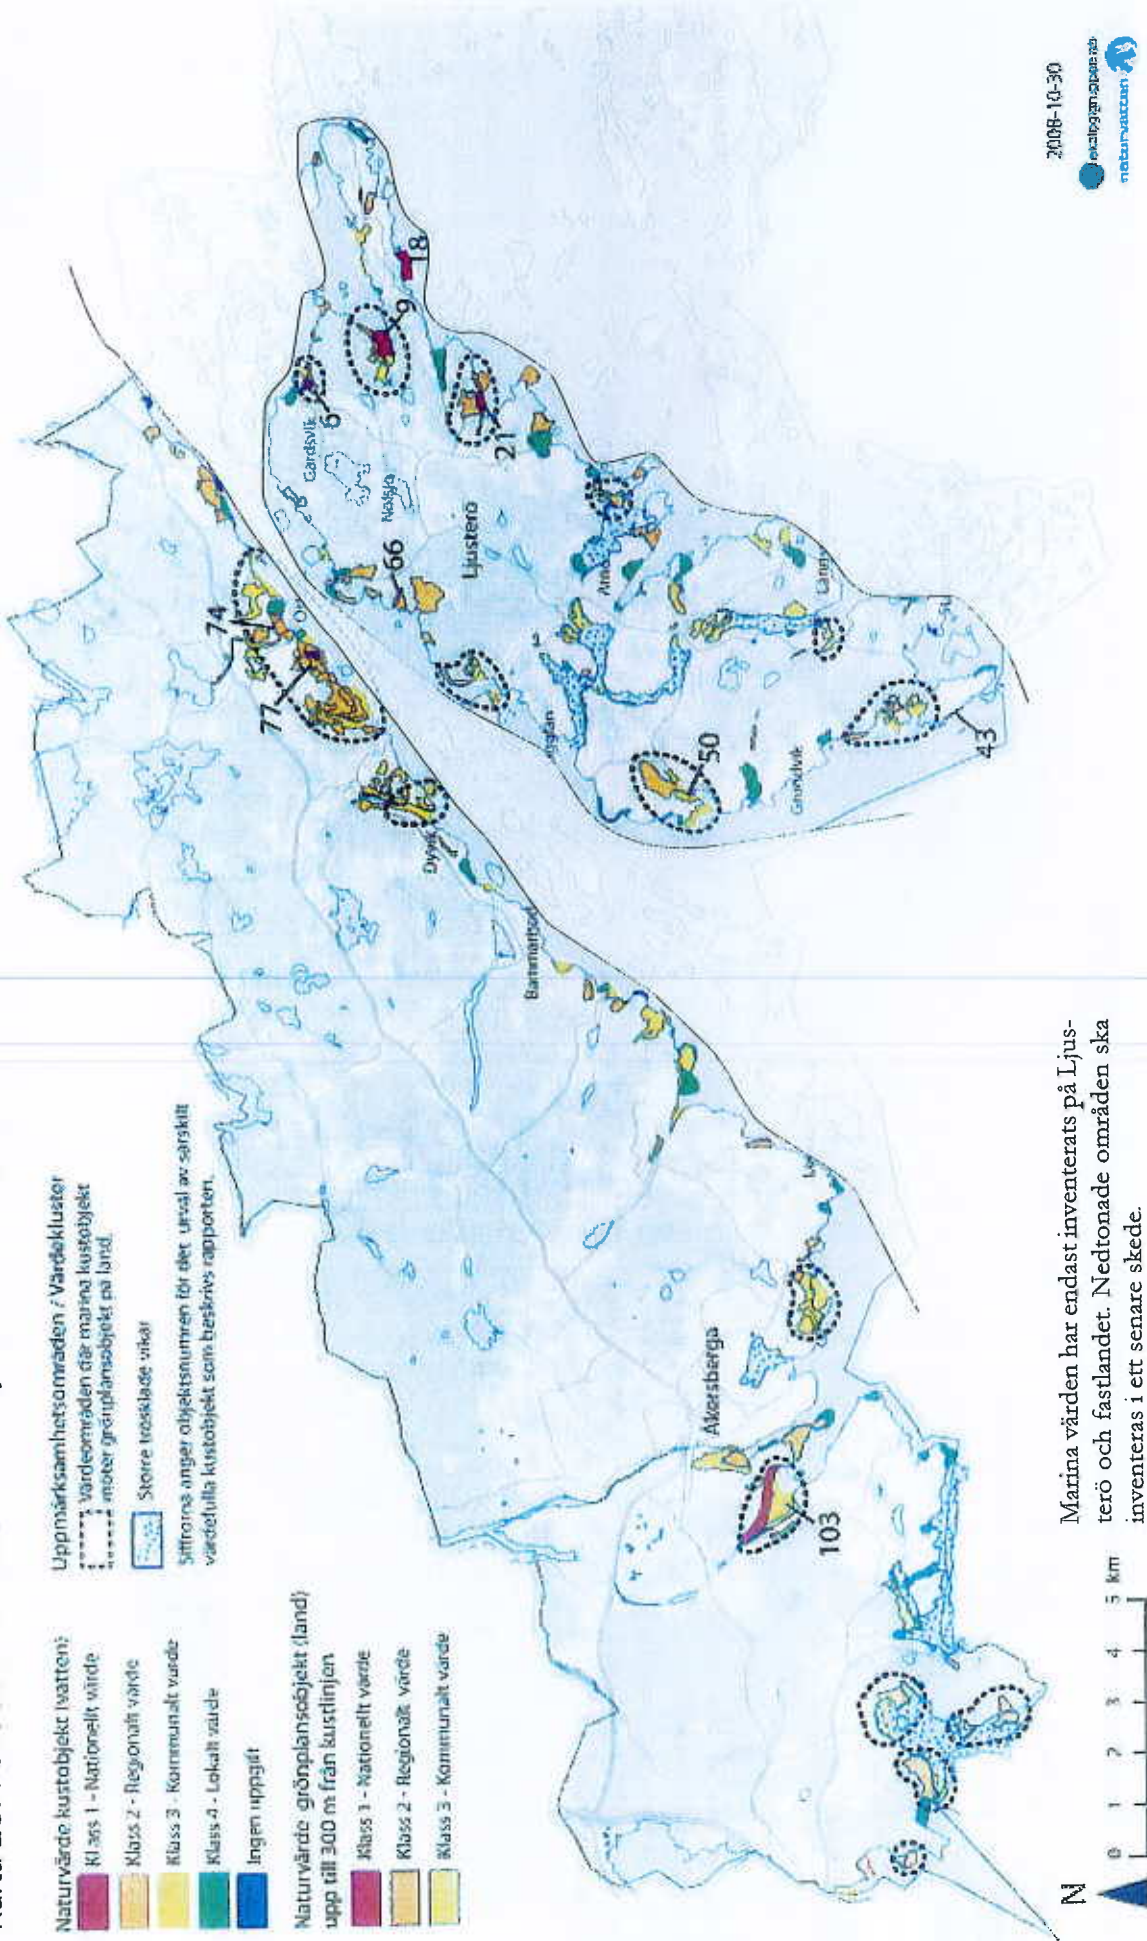 Naturvärde kustobjekt (vatten)
Klass 1 - Nationellt värde
Klass 2 - Regionalt värde
Klass 3 - Kommunalt värde
Klass 4 - Lokalt värde
Ingen uppgift
Naturvärde grönplansobjekt (land)
upp till 300 m från kustlinjen
Klass 1 - Nationellt värde
Klass 2 - Regionalt värde
Klass 3 - Kommunalt värde
Uppmärksamhetsområden / Värdekluster
Värdeområden där marina kustobjekt
möter grönplansobjekt på land.
Större trösklade vikar
Siffrorna anger objektsnumren för det urval av särskilt
värdefulla kustobjekt som beskrivs rapporten.
74
77
6
9
18
21
66
50
43
103
Gärdsvik
Nolsjö
Ljusterö
Grundvik
Dyvik
Bammarbod
Åkersberga
N
0 1 2 3 4 5 km
Marina värden har endast inventerats på Ljus-
terö och fastlandet. Nedtonade områden ska
inventeras i ett senare skede.
2008-10-30
ekologigruppen
naturvatten